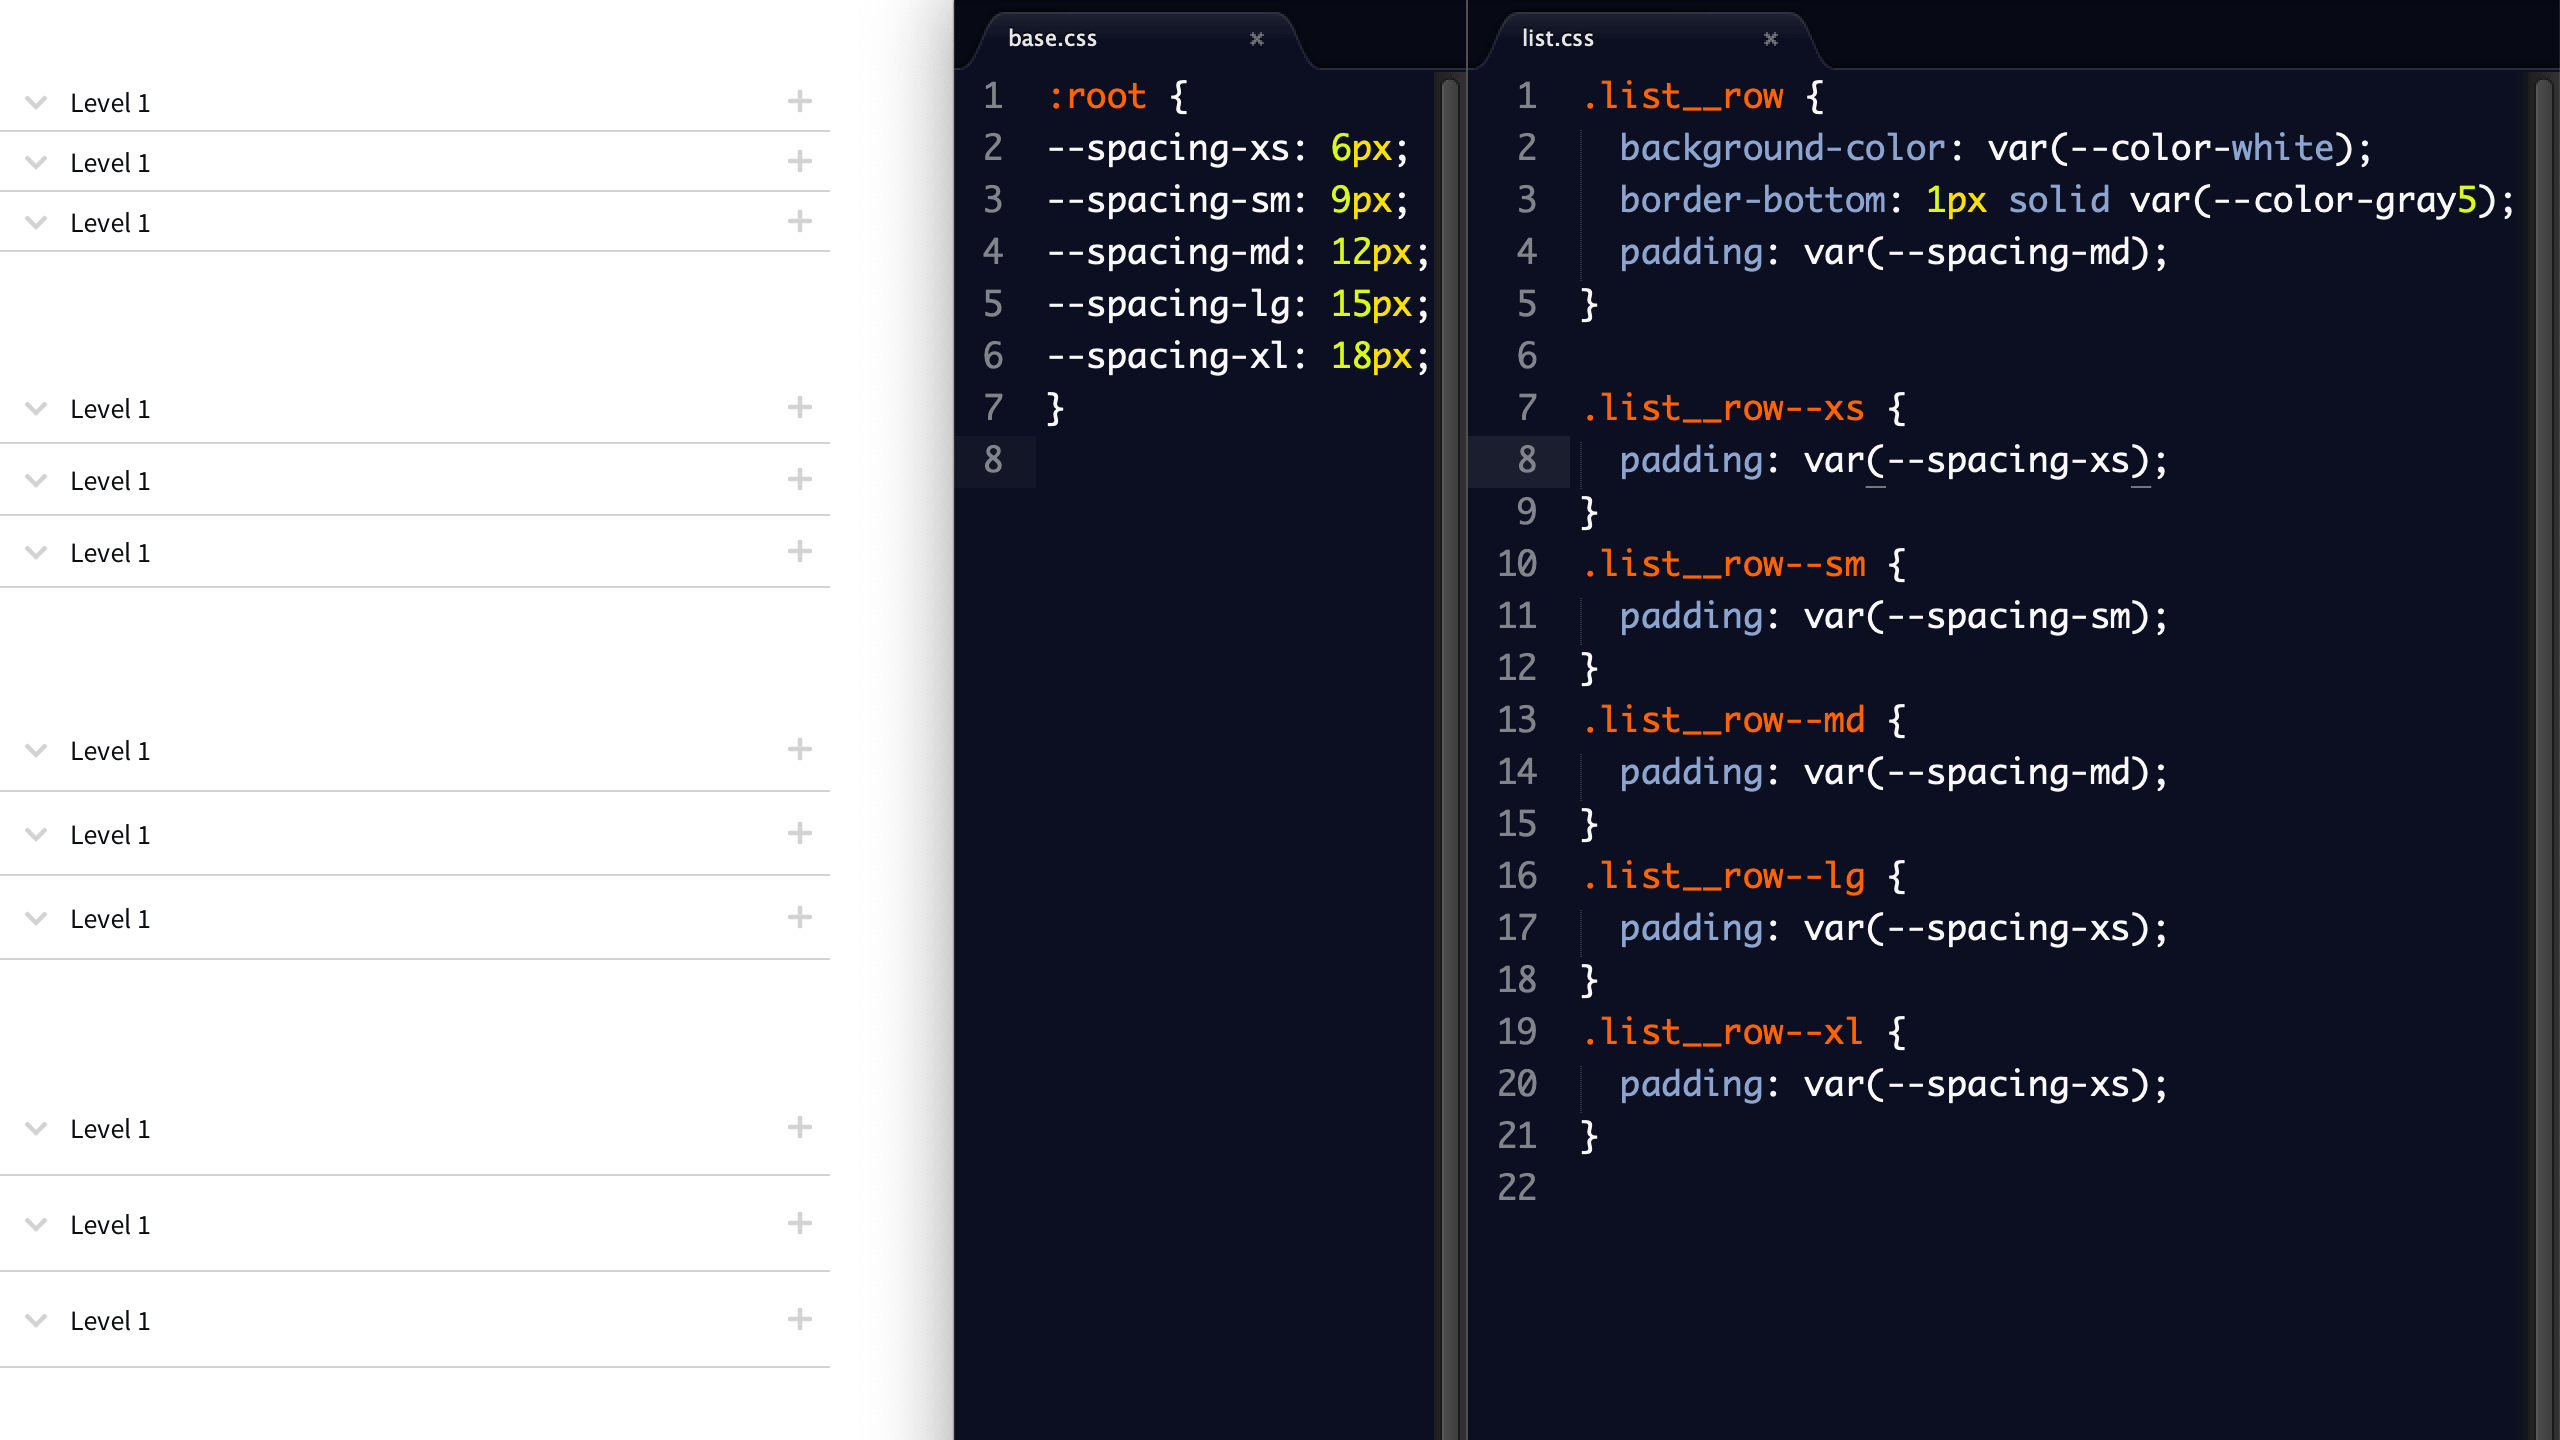 Level 1
Level 1
Level 1
Level 1
Level 1
Level 1
Level 1
Level 1
Level 1
Level 1
Level 1
Level 1
base.css
1 :root {
2 --spacing-xs: 6px;
3 --spacing-sm: 9px;
4 --spacing-md: 12px;
5 --spacing-lg: 15px;
6 --spacing-xl: 18px;
7 }
8
list.css
1 .list__row {
2   background-color: var(--color-white);
3   border-bottom: 1px solid var(--color-gray5);
4   padding: var(--spacing-md);
5 }
6
7 .list__row--xs {
8   padding: var(--spacing-xs);
9 }
10 .list__row--sm {
11   padding: var(--spacing-sm);
12 }
13 .list__row--md {
14   padding: var(--spacing-md);
15 }
16 .list__row--lg {
17   padding: var(--spacing-xs);
18 }
19 .list__row--xl {
20   padding: var(--spacing-xs);
21 }
22